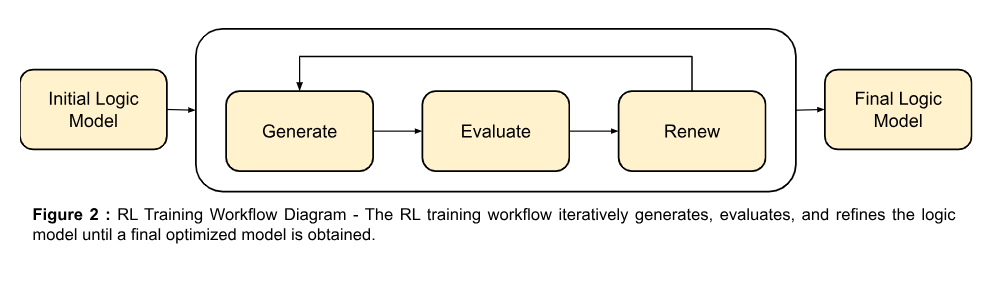 Initial Logic
Model
Generate
Evaluate
Renew
Final Logic
Model
Figure 2 : RL Training Workflow Diagram - The RL training workflow iteratively generates, evaluates, and refines the logic
model until a final optimized model is obtained.